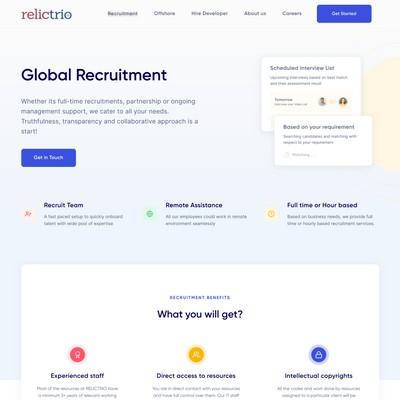 relictrio
Recruitment
Offshore
Hire Developer
About us
Careers
Get Started
Global Recruitment
Whether its full-time recruitments, partnership or ongoing
management support, we cater to all your needs.
Truthfulness, transparency and collaborative approach is a
start!
Get in Touch
Scheduled Interview List
Upcoming interviews based on best match
and their assessment result
Tomorrow
Based on your requirement
Searching candidates and matching with
respect to your requirement
Matching...
Recruit Team
A fast paced setup to quickly onboard
talent with wide pool of expertise
Remote Assistance
All our employees could work in remote
environment seamlessly
Full time or Hour based
Based on business needs, we provide full
time or hourly based recruitment services.
RECRUITMENT BENEFITS
What you will get?
Experienced staff
Most of the resources at RELICTRIO have
a minimum 3+ years of relevant working
Direct access to resources
You are in direct contact with your resources
and have full control over them. Our IT staff
Intellectual copyrights
All the codes and work done by resources
assigned to a particular client will be